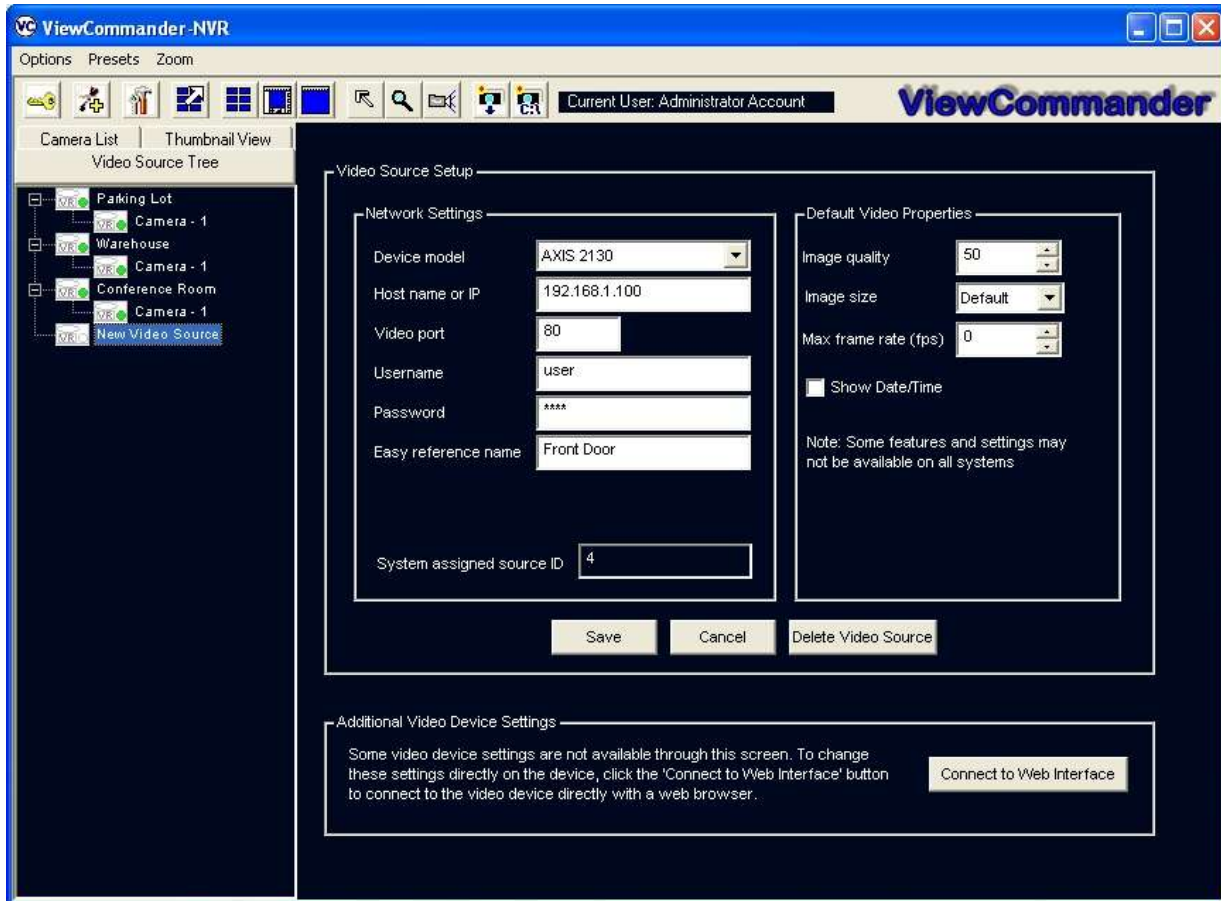 VC ViewCommander-NVR
Options Presets Zoom
Current User: Administrator Account
ViewCommander
Camera List
Thumbnail View
Video Source Tree
Parking Lot
Camera - 1
Warehouse
Camera - 1
Conference Room
Camera - 1
New Video Source
Video Source Setup
Network Settings
Device model AXIS 2130
Host name or IP 192.168.1.100
Video port 80
Username user
Password ****
Easy reference name Front Door
System assigned source ID 4
Default Video Properties
Image quality 50
Image size Default
Max frame rate (fps) 0
Show Date/Time
Note: Some features and settings may
not be available on all systems
Save Cancel Delete Video Source
Additional Video Device Settings
Some video device settings are not available through this screen. To change
these settings directly on the device, click the 'Connect to Web Interface' button
to connect to the video device directly with a web browser.
Connect to Web Interface